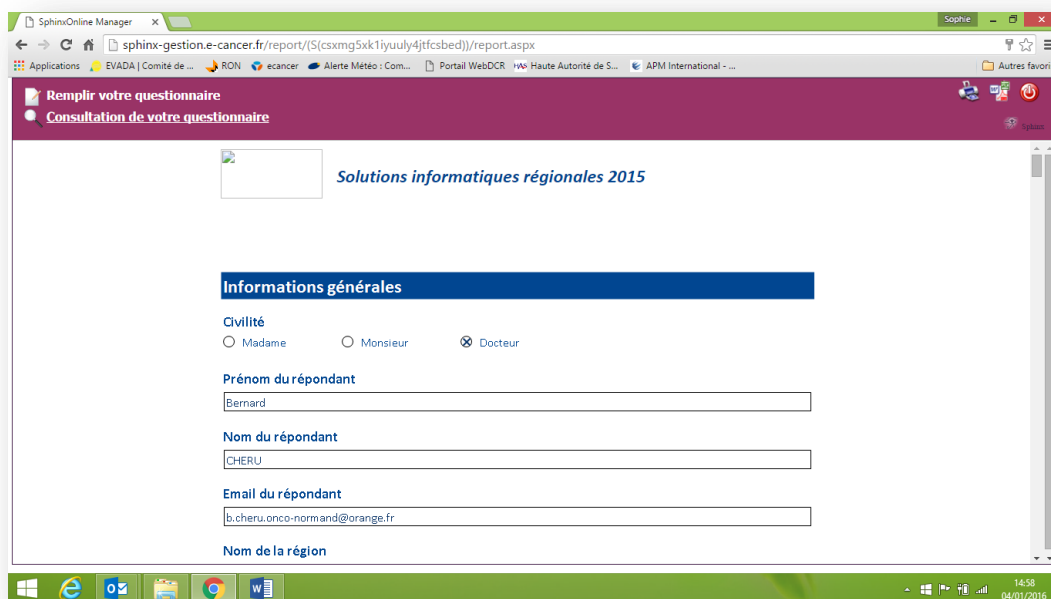 SphinxOnline Manager
Sophie
sphinx-gestion.e-cancer.fr/report/(S(csxmg5xk1iyuuly4jtfcsbed))/report.aspx
Applications EVADA | Comité de ... RON ecancer Alerte Météo : Com... Portail WebDCR HAS Haute Autorité de S... APM International - ... Autres favori
Remplir votre questionnaire
Consultation de votre questionnaire
Sphinx
Solutions informatiques régionales 2015
Informations générales
Civilité
Madame Monsieur Docteur
Prénom du répondant
Bernard
Nom du répondant
CHERU
Email du répondant
b.cheru.onco-normand@orange.fr
Nom de la région
14:58
04/01/2016